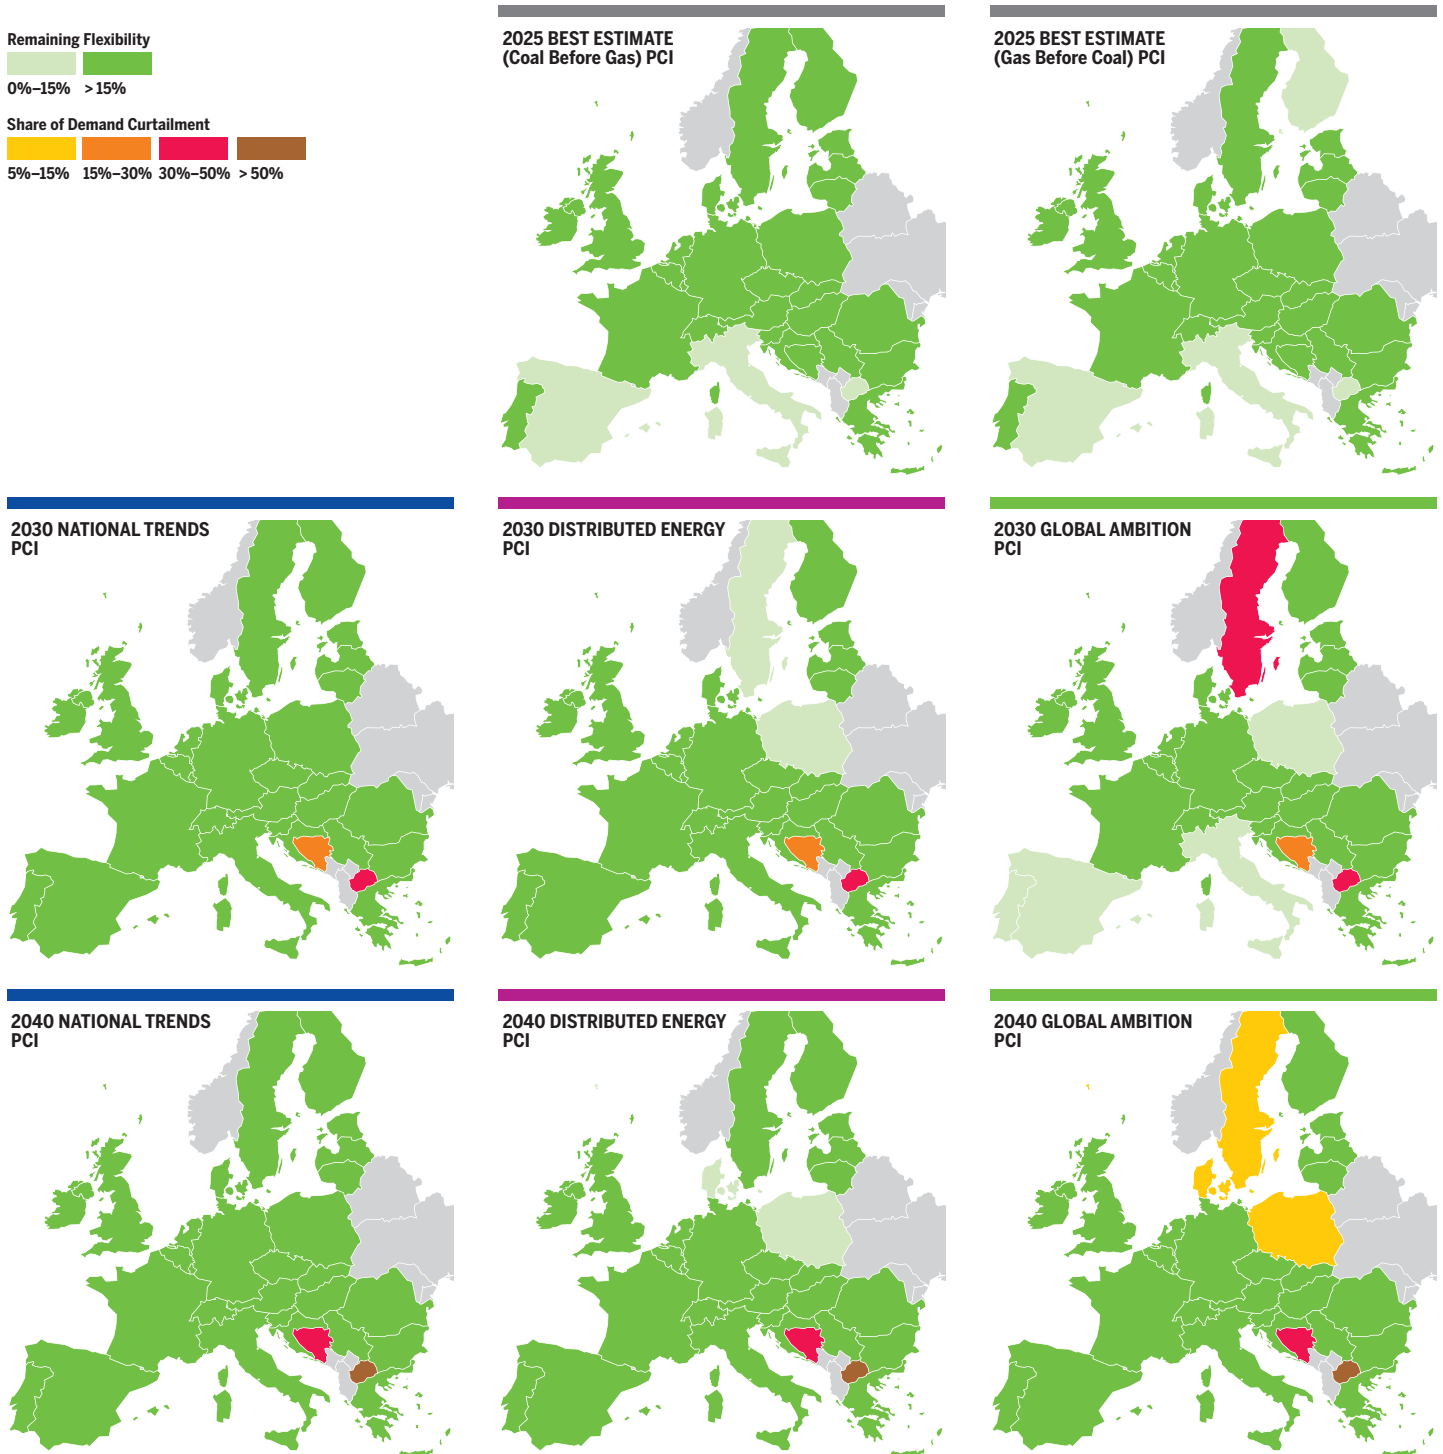 Remaining Flexibility
0%–15% > 15%
Share of Demand Curtailment
5%–15% 15%–30% 30%–50% > 50%
2025 BEST ESTIMATE
(Coal Before Gas) PCI
2025 BEST ESTIMATE
(Gas Before Coal) PCI
2030 NATIONAL TRENDS
PCI
2030 DISTRIBUTED ENERGY
PCI
2030 GLOBAL AMBITION
PCI
2040 NATIONAL TRENDS
PCI
2040 DISTRIBUTED ENERGY
PCI
2040 GLOBAL AMBITION
PCI